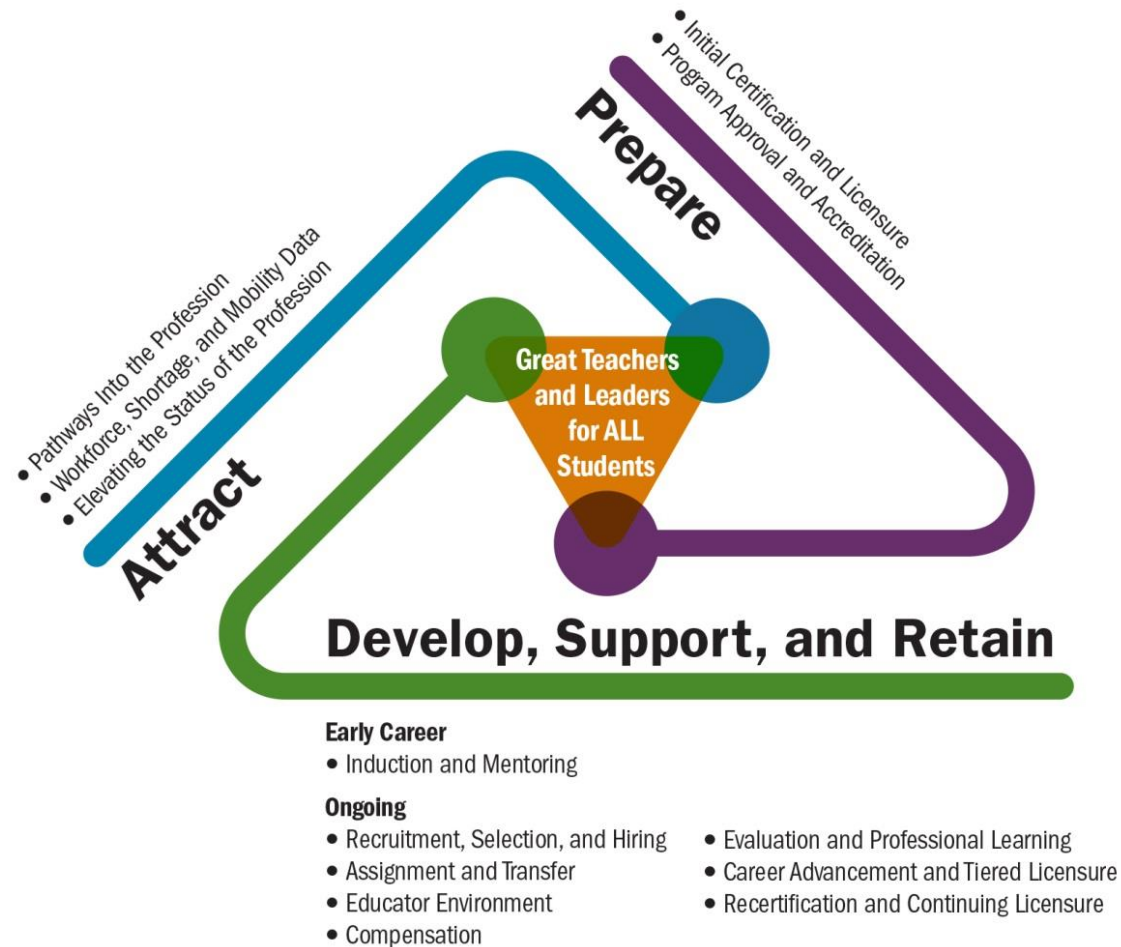 • Pathways Into the Profession
• Workforce, Shortage, and Mobility Data
• Elevating the Status of the Profession
Attract
• Initial Certification and Licensure
• Program Approval and Accreditation
Prepare
Great Teachers
and Leaders
for ALL
Students
Develop, Support, and Retain
Early Career
• Induction and Mentoring
Ongoing
• Recruitment, Selection, and Hiring
• Assignment and Transfer
• Educator Environment
• Compensation
• Evaluation and Professional Learning
• Career Advancement and Tiered Licensure
• Recertification and Continuing Licensure